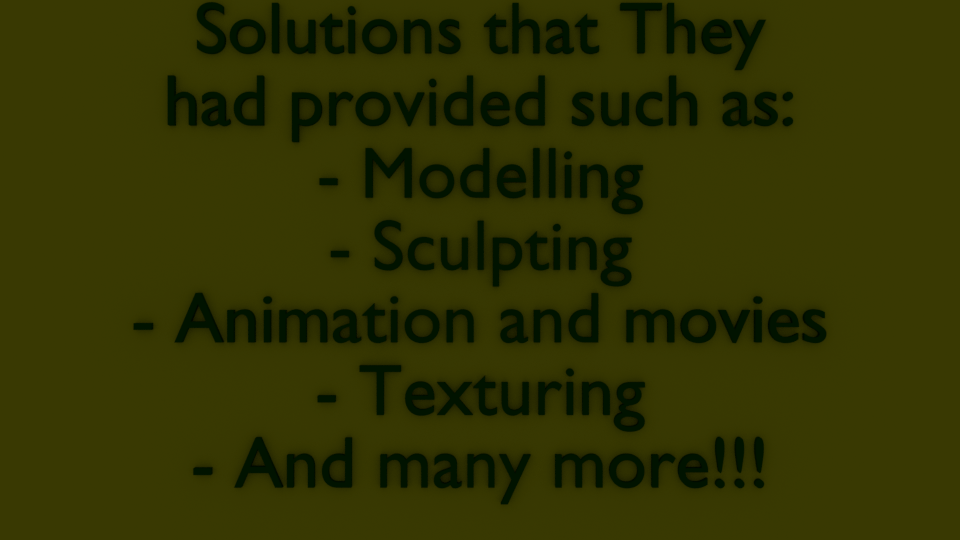 Solutions that They
had provided such as:
- Modelling
- Sculpting
- Animation and movies
- Texturing
- And many more!!!